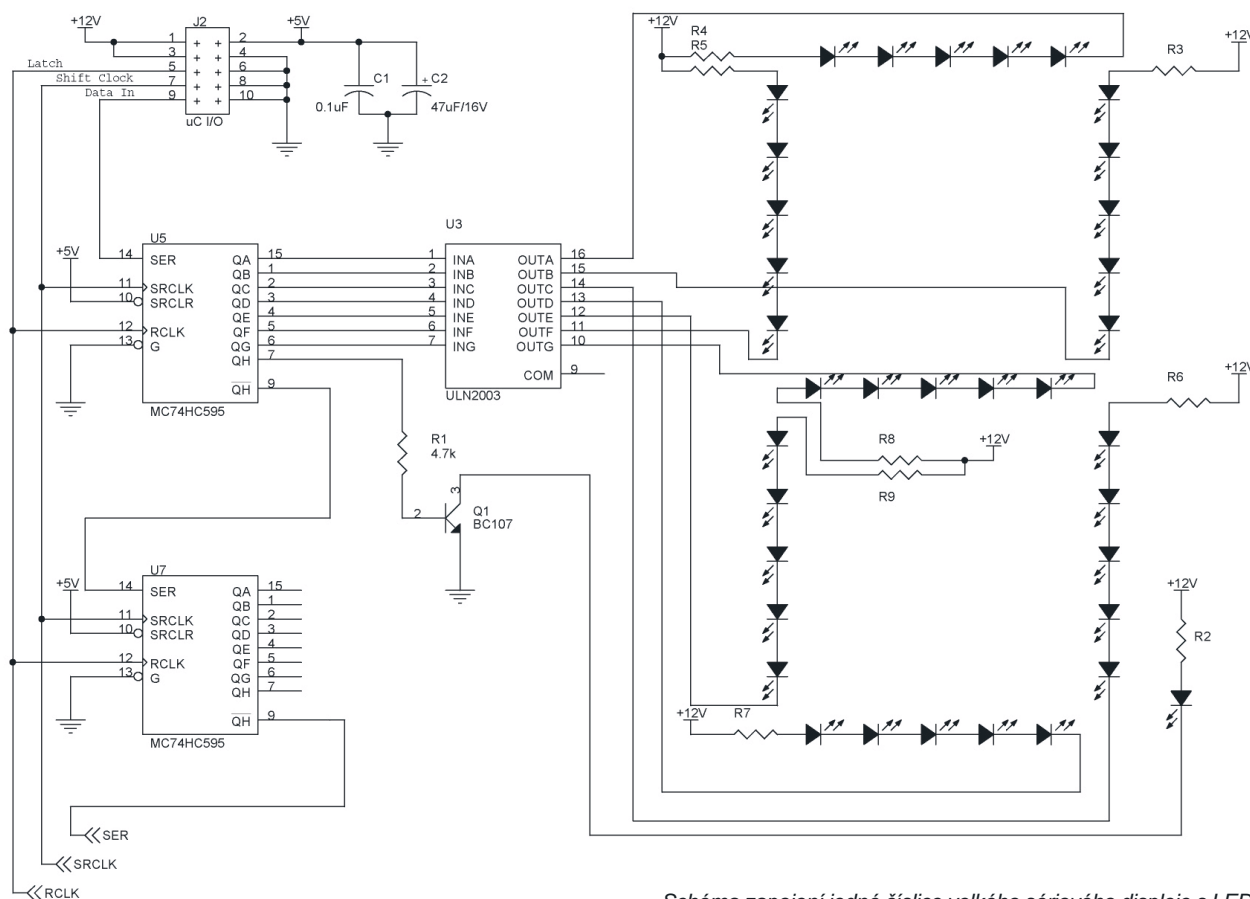 +12V
J2
+5V
1
2
3
4
Latch
5
6
Shift Clock
7
8
Data In
9
10
uC I/O
C1
0.1uF
+
C2
47uF/16V
+12V
R4
R5
R3
+12V
U5
+5V
14
SER
11
SRCLK
10
SRCLR
12
RCLK
13
G
QA
15
QB
1
QC
2
QD
3
QE
4
QF
5
QG
6
QH
7
QH
9
MC74HC595
U3
1
INA
2
INB
3
INC
4
IND
5
INE
6
INF
7
ING
OUTA
16
OUTB
15
OUTC
14
OUTD
13
OUTE
12
OUTF
11
OUTG
10
COM
9
ULN2003
R6
+12V
R1
4.7k
R8
R9
+12V
2
3
Q1
BC107
U7
+5V
14
SER
11
SRCLK
10
SRCLR
12
RCLK
13
G
QA
15
QB
1
QC
2
QD
3
QE
4
QF
5
QG
6
QH
7
QH
9
MC74HC595
+12V
R2
+12V
R7
SER
SRCLK
RCLK